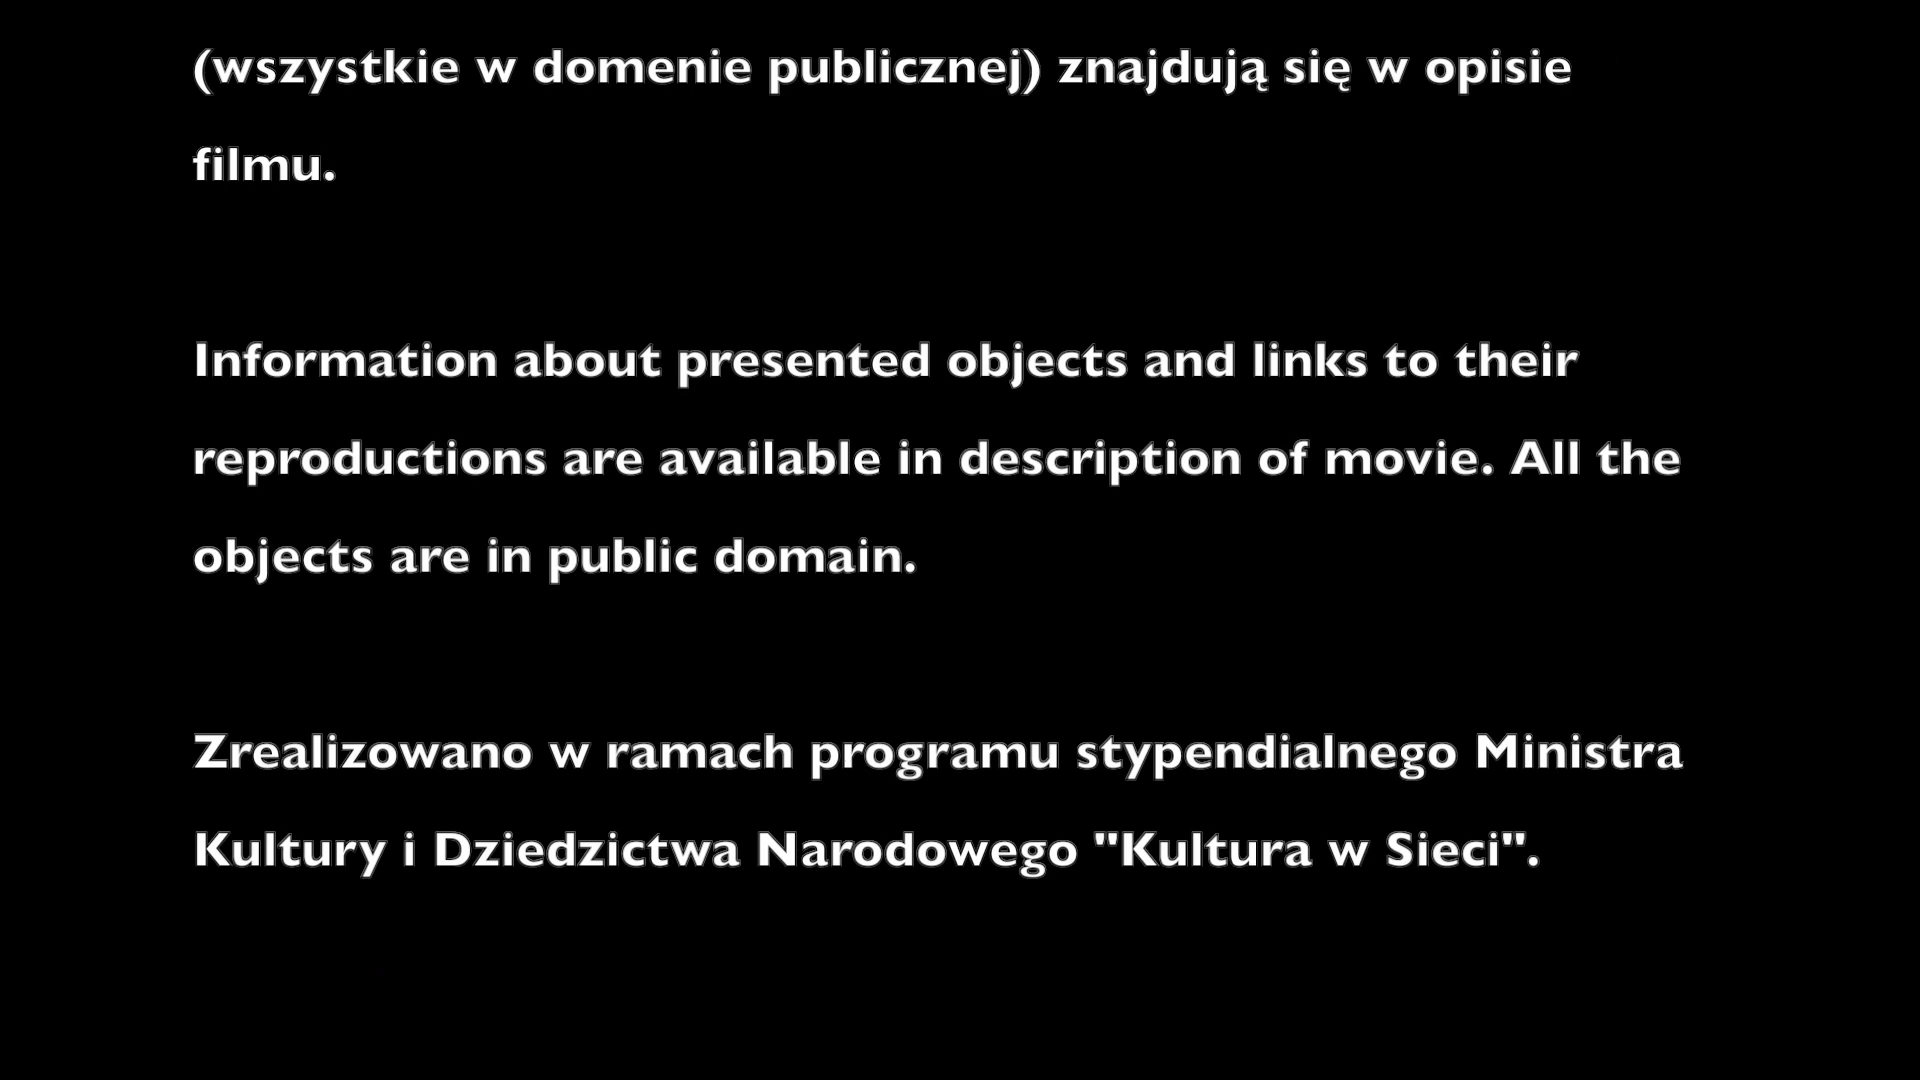 (wszystkie w domenie publicznej) znajdują się w opisie
filmu.
Information about presented objects and links to their
reproductions are available in description of movie. All the
objects are in public domain.
Zrealizowano w ramach programu stypendialnego Ministra
Kultury i Dziedzictwa Narodowego "Kultura w Sieci".